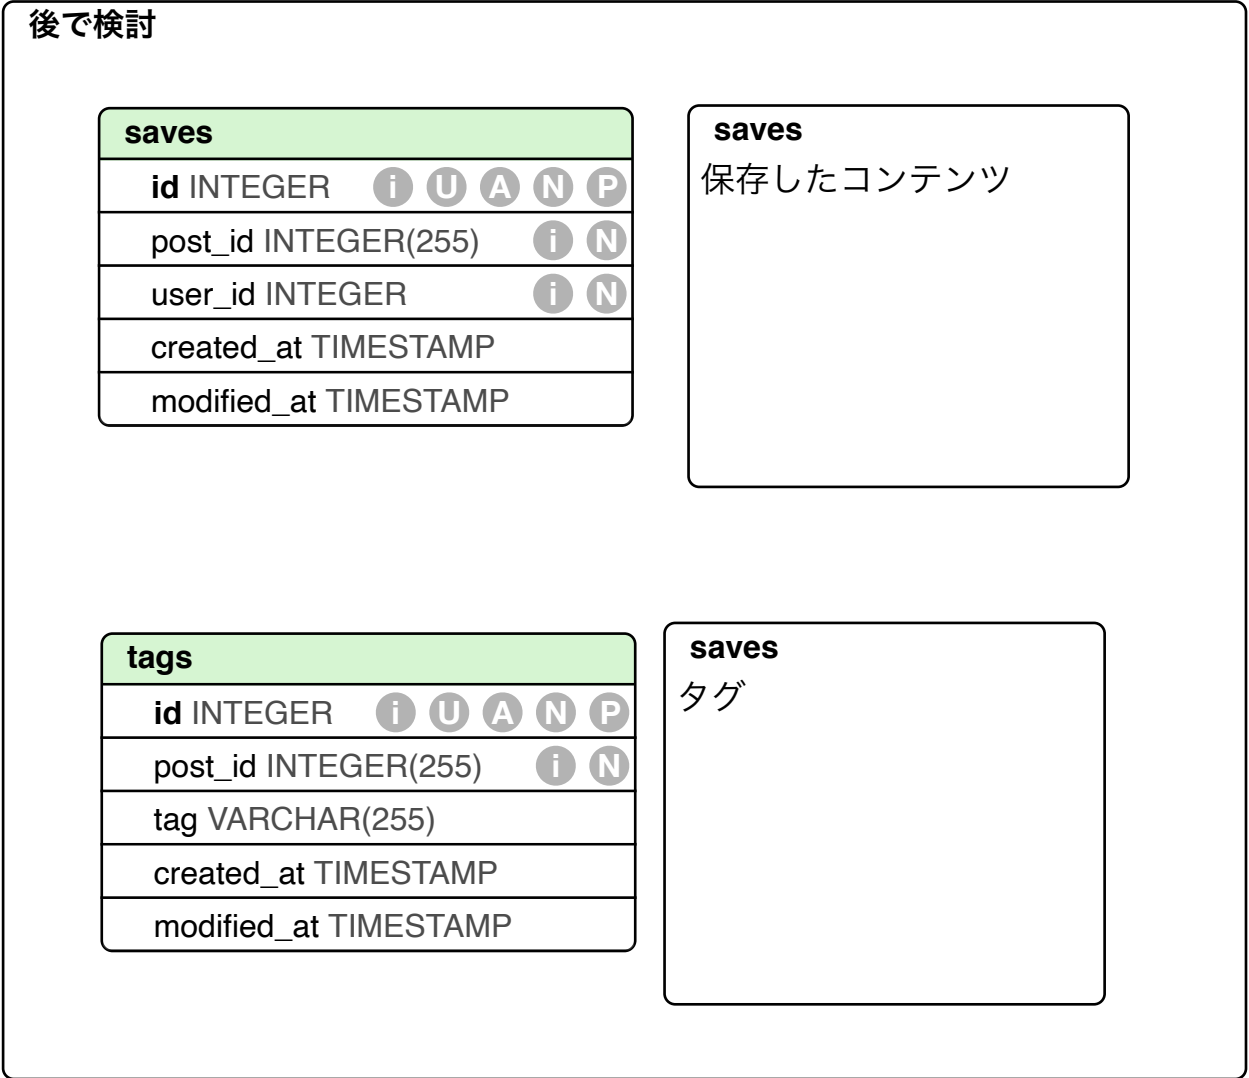 後で検討
saves
id INTEGER i U A N P
post_id INTEGER(255) i N
user_id INTEGER i N
created_at TIMESTAMP
modified_at TIMESTAMP
saves
保存したコンテンツ
tags
id INTEGER i U A N P
post_id INTEGER(255) i N
tag VARCHAR(255)
created_at TIMESTAMP
modified_at TIMESTAMP
saves
タグ